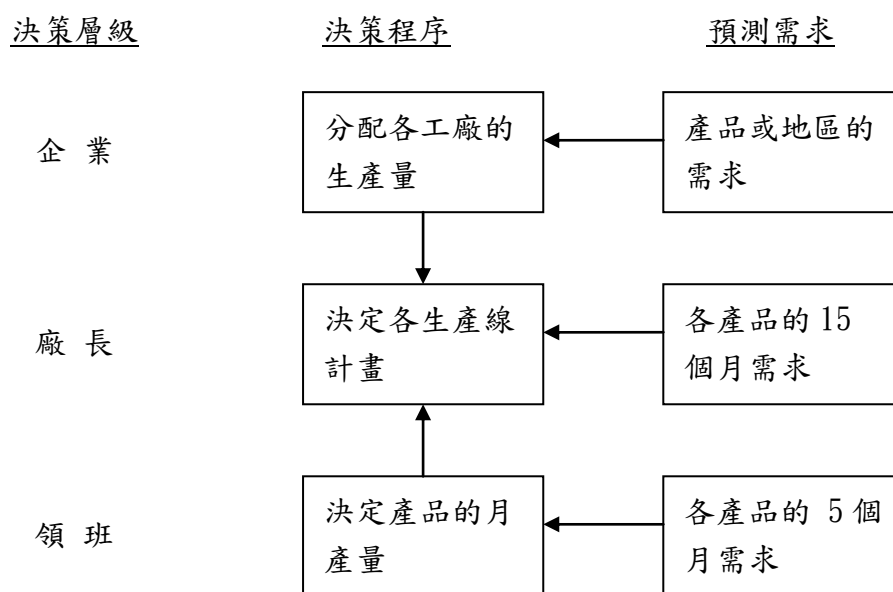 決策層級 決策程序 預測需求
企業
分配各工廠的
生產量
產品或地區的
需求
廠長
決定各生產線
計畫
各產品的 15
個月需求
領班
決定產品的月
產量
各產品的 5 個
月需求